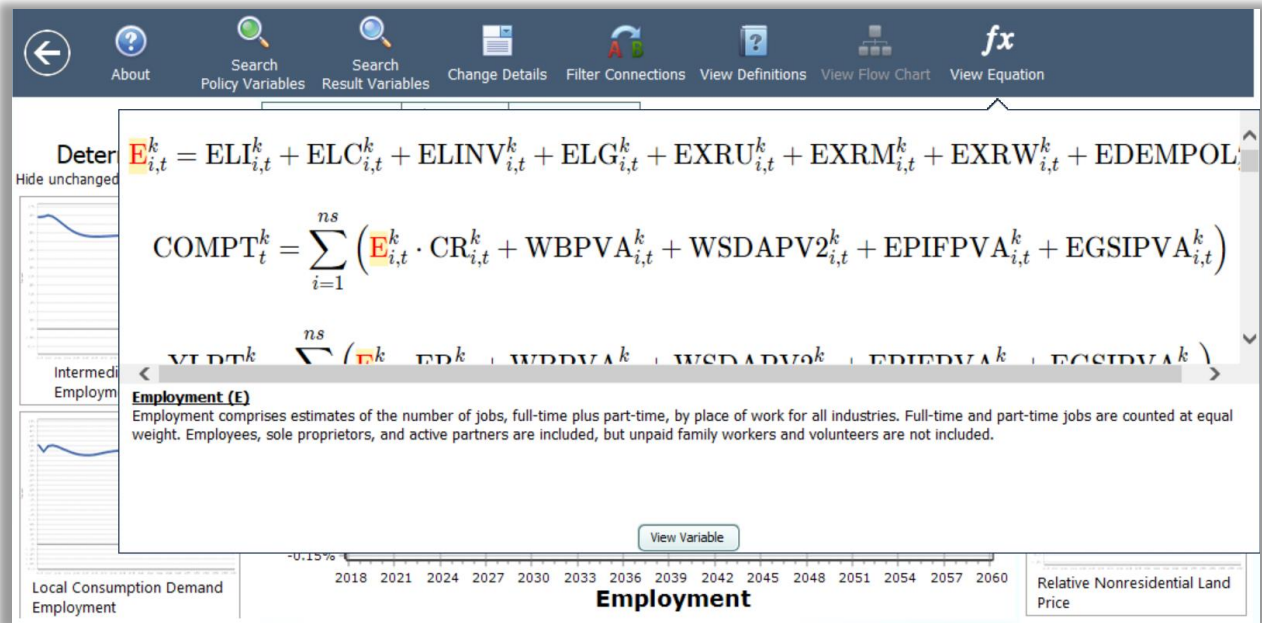 About
Search
Policy Variables
Search
Result Variables
Change Details
Filter Connections
View Definitions
View Flow Chart
fx
View Equation
Deter
Hide unchanged
E^k_{i,t} = ELI^k_{i,t} + ELC^k_{i,t} + ELINV^k_{i,t} + ELG^k_{i,t} + EXRU^k_{i,t} + EXRM^k_{i,t} + EXRW^k_{i,t} + EDEMPOL
COMPT^k_t = \sum_{i=1}^{ns} (E^k_{i,t} · CR^k_{i,t} + WBPVA^k_{i,t} + WSDAPV2^k_{i,t} + EPIFPVA^k_{i,t} + EGSIPVA^k_{i,t})
ns
Intermedi
Employm
Employment (E)
Employment comprises estimates of the number of jobs, full-time plus part-time, by place of work for all industries. Full-time and part-time jobs are counted at equal
weight. Employees, sole proprietors, and active partners are included, but unpaid family workers and volunteers are not included.
View Variable
-0.15%
2018 2021 2024 2027 2030 2033 2036 2039 2042 2045 2048 2051 2054 2057 2060
Employment
Local Consumption Demand
Employment
Relative Nonresidential Land
Price